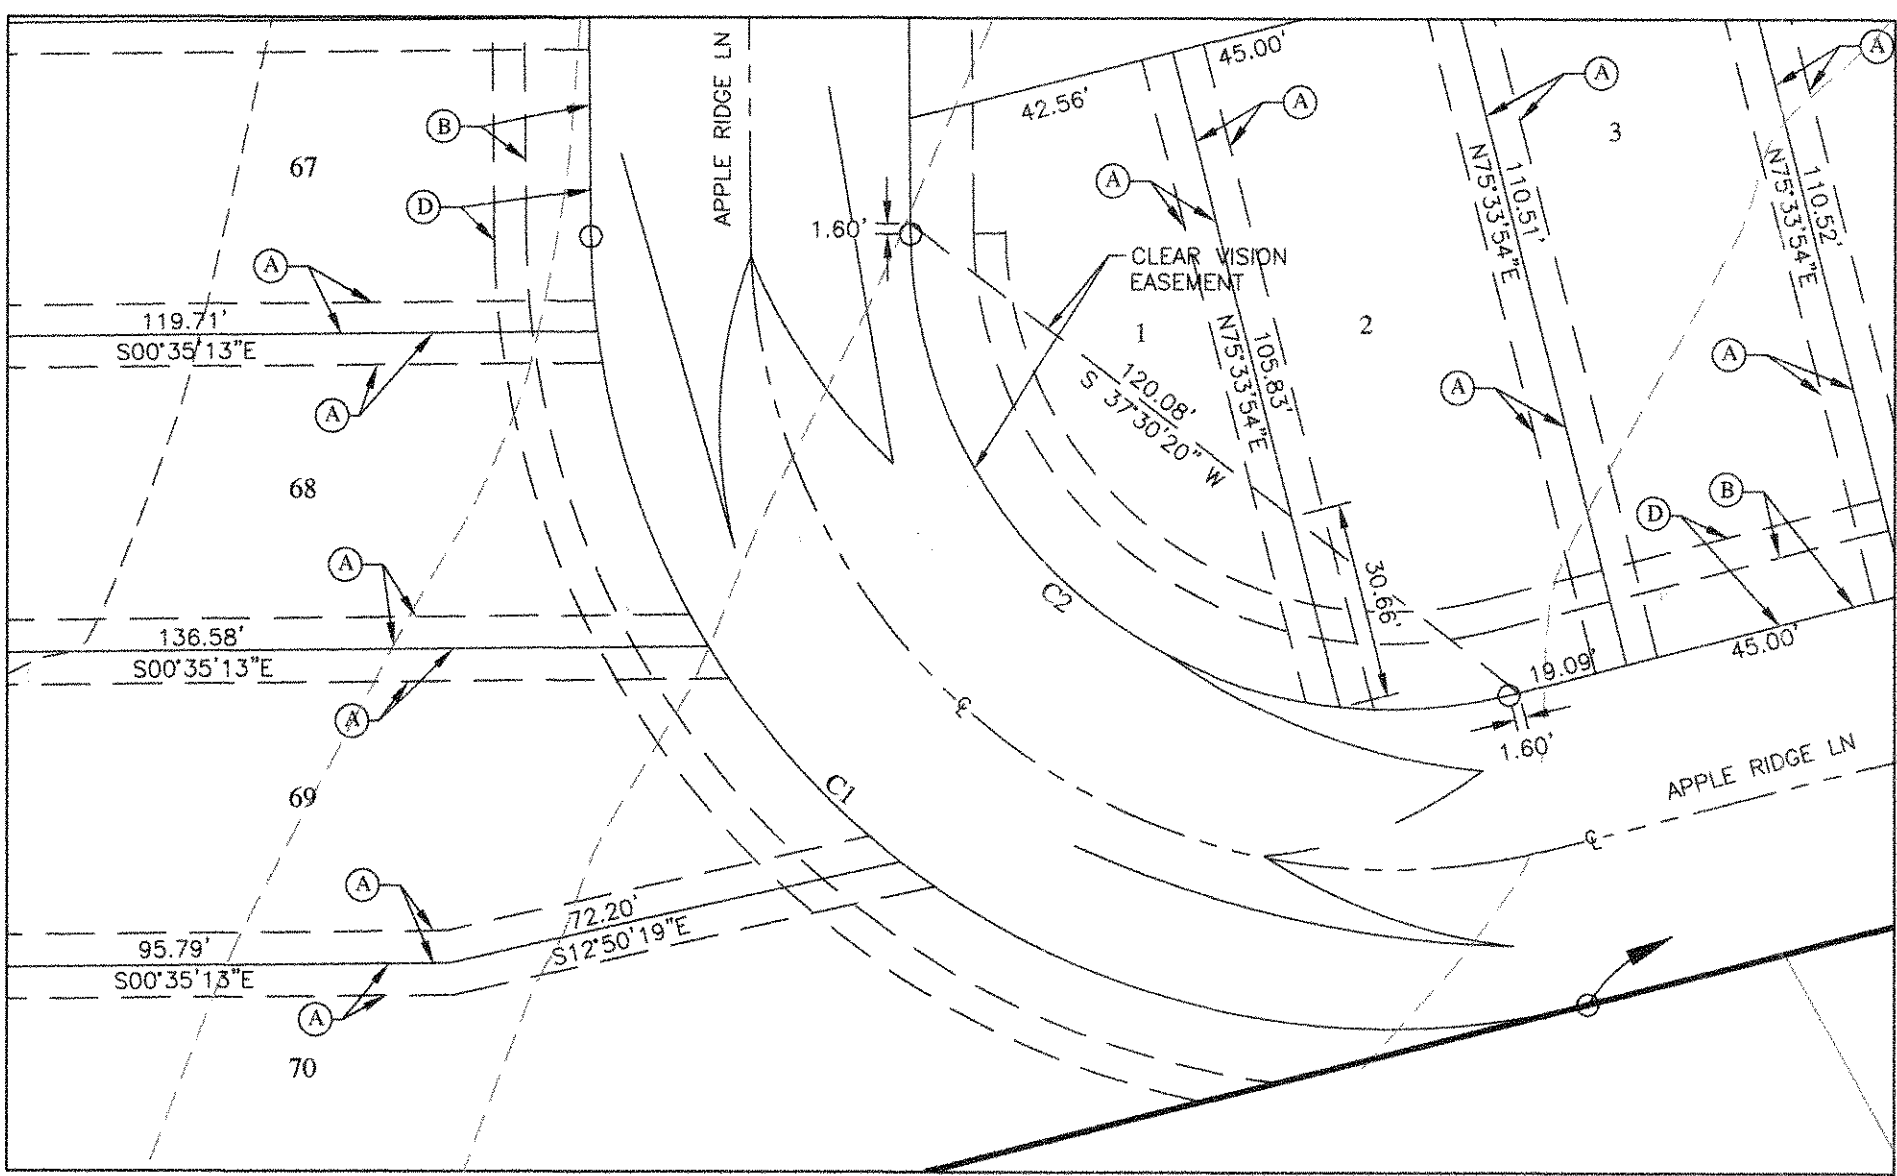 APPLE RIDGE LN
45.00'
42.56'
A
A
A
B
67
D
A
3
110.51'
N75°33'54"E
110.52'
N75°33'54"E
A
1.60'
CLEAR VISION
EASEMENT
A
119.71'
S00°35'13"E
1
2
105.83'
N75°33'54"E
120.08'
S 37°30'20" W
A
A
A
68
D
B
A
C2
30.66'
136.58'
S00°35'13"E
19.09'
45.00'
A
℄
1.60'
APPLE RIDGE LN
69
C1
℄
A
72.20'
S12°50'19"E
95.79'
S00°35'13"E
A
70